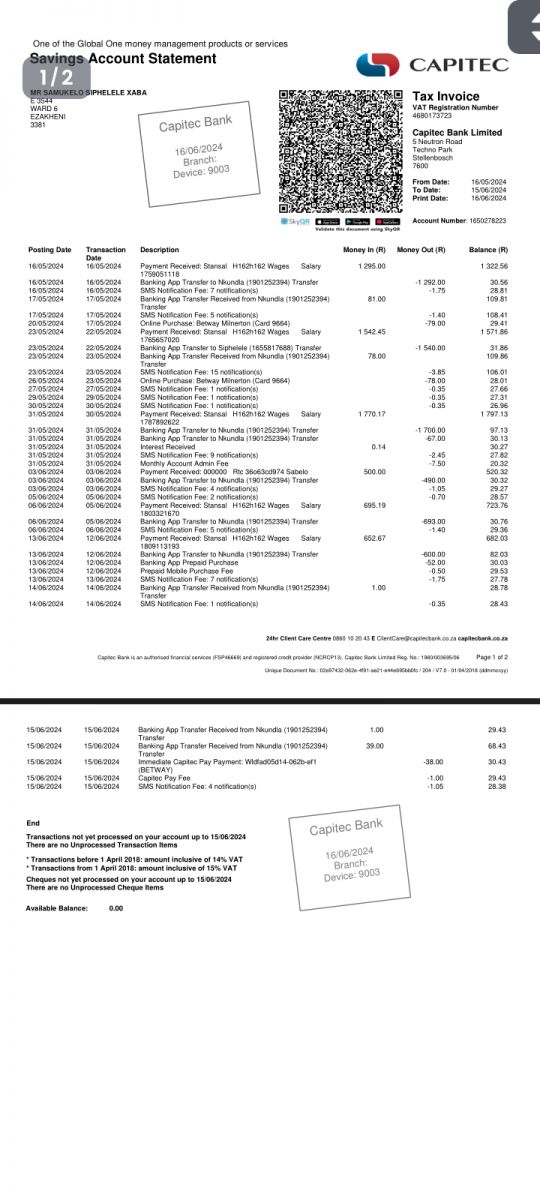 One of the Global One money management products or services
Savings Account Statement
CAPITEC
1/2
MR SAMUKELO SIPHELELE XABA
E 3544
WARD 6
EZAKHENI
3381
Capitec Bank
16/06/2024
Branch:
Device: 9003
SkyQR
Validate this document using SkyQR
Tax Invoice
VAT Registration Number
4680173723
Capitec Bank Limited
5 Neutron Road
Techno Park
Stellenbosch
7600
From Date: 16/05/2024
To Date: 15/06/2024
Print Date: 16/06/2024
Account Number: 1650278223
Posting Date Transaction Date Description Money In (R) Money Out (R) Balance (R)
16/05/2024 16/05/2024 Payment Received: Stansal H162h162 Wages Salary 1 295.00 1 322.56
1759051118
16/05/2024 16/05/2024 Banking App Transfer to Nkundla (1901252394) Transfer -1 292.00 30.56
16/05/2024 16/05/2024 SMS Notification Fee: 7 notification(s) -1.75 28.81
17/05/2024 17/05/2024 Banking App Transfer Received from Nkundla (1901252394) 81.00 109.81
Transfer
17/05/2024 17/05/2024 SMS Notification Fee: 5 notification(s) -1.40 108.41
20/05/2024 17/05/2024 Online Purchase: Betway Milnerton (Card 9664) -79.00 29.41
23/05/2024 22/05/2024 Payment Received: Stansal H162h162 Wages Salary 1 542.45 1 571.86
1765657020
23/05/2024 22/05/2024 Banking App Transfer to Siphelele (1655817688) Transfer -1 540.00 31.86
23/05/2024 23/05/2024 Banking App Transfer Received from Nkundla (1901252394) 78.00 109.86
Transfer
23/05/2024 23/05/2024 SMS Notification Fee: 15 notification(s) -3.85 106.01
26/05/2024 23/05/2024 Online Purchase: Betway Milnerton (Card 9664) -78.00 28.01
27/05/2024 27/05/2024 SMS Notification Fee: 1 notification(s) -0.35 27.66
29/05/2024 29/05/2024 SMS Notification Fee: 1 notification(s) -0.35 27.31
30/05/2024 30/05/2024 SMS Notification Fee: 1 notification(s) -0.35 26.96
31/05/2024 30/05/2024 Payment Received: Stansal H162h162 Wages Salary 1 770.17 1 797.13
1787892622
31/05/2024 31/05/2024 Banking App Transfer to Nkundla (1901252394) Transfer -1 700.00 97.13
31/05/2024 31/05/2024 Banking App Transfer to Nkundla (1901252394) Transfer -67.00 30.13
31/05/2024 31/05/2024 Interest Received 0.14 30.27
31/05/2024 31/05/2024 SMS Notification Fee: 9 notification(s) -2.45 27.82
31/05/2024 31/05/2024 Monthly Account Admin Fee -7.50 20.32
03/06/2024 03/06/2024 Payment Received: 000000 Rtc 36o63cd974 Sabelo 500.00 520.32
03/06/2024 03/06/2024 Banking App Transfer to Nkundla (1901252394) Transfer -490.00 30.32
03/06/2024 03/06/2024 SMS Notification Fee: 4 notification(s) -1.05 29.27
05/06/2024 05/06/2024 SMS Notification Fee: 2 notification(s) -0.70 28.57
06/06/2024 05/06/2024 Payment Received: Stansal H162h162 Wages Salary 695.19 723.76
1803321670
06/06/2024 05/06/2024 Banking App Transfer to Nkundla (1901252394) Transfer -693.00 30.76
06/06/2024 06/06/2024 SMS Notification Fee: 5 notification(s) -1.40 29.36
13/06/2024 12/06/2024 Payment Received: Stansal H162h162 Wages Salary 652.67 682.03
1809113193
13/06/2024 12/06/2024 Banking App Transfer to Nkundla (1901252394) Transfer -600.00 82.03
13/06/2024 12/06/2024 Banking App Prepaid Purchase -52.00 30.03
13/06/2024 12/06/2024 Prepaid Mobile Purchase Fee -0.50 29.53
13/06/2024 13/06/2024 SMS Notification Fee: 7 notification(s) -1.75 27.78
14/06/2024 14/06/2024 Banking App Transfer Received from Nkundla (1901252394) 1.00 28.78
Transfer
14/06/2024 14/06/2024 SMS Notification Fee: 1 notification(s) -0.35 28.43
24hr Client Care Centre 0860 10 20 43 E ClientCare@capitecbank.co.za capitecbank.co.za
Capitec Bank is an authorised financial services (FSP46669) and registered credit provider (NCRCP13). Capitec Bank Limited Reg. No.: 1980/003695/06 Page 1 of 2
Unique Document No.: / 204 / V7.0 - 01/04/2018 (ddmmccyy)
15/06/2024 15/06/2024 Banking App Transfer Received from Nkundla (1901252394) 1.00 29.43
Transfer
15/06/2024 15/06/2024 Banking App Transfer Received from Nkundla (1901252394) 39.00 68.43
Transfer
15/06/2024 15/06/2024 Immediate Capitec Pay Payment: Wldfad05d14-062b-ef1 -38.00 30.43
(BETWAY)
15/06/2024 15/06/2024 Capitec Pay Fee -1.00 29.43
15/06/2024 15/06/2024 SMS Notification Fee: 4 notification(s) -1.05 28.38
End
Transactions not yet processed on your account up to 15/06/2024
There are no Unprocessed Transaction Items
* Transactions before 1 April 2018: amount inclusive of 14% VAT
* Transactions from 1 April 2018: amount inclusive of 15% VAT
Cheques not yet processed on your account up to 15/06/2024
There are no Unprocessed Cheque Items
Available Balance: 0.00
Capitec Bank
16/06/2024
Branch:
Device: 9003